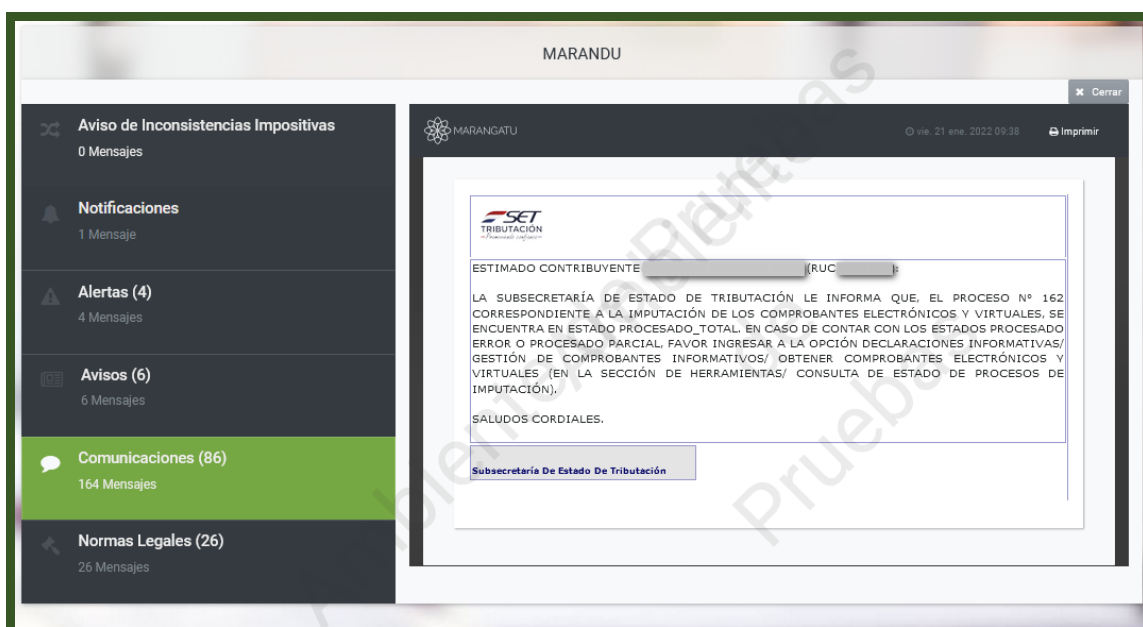 MARANDU
Cerrar
Aviso de Inconsistencias Impositivas
0 Mensajes
Notificaciones
1 Mensaje
Alertas (4)
4 Mensajes
Avisos (6)
6 Mensajes
Comunicaciones (86)
164 Mensajes
Normas Legales (26)
26 Mensajes
MARANGATU
vie. 21 ene. 2022 09:38
Imprimir
SET
TRIBUTACIÓN
ESTIMADO CONTRIBUYENTE (RUC ):
LA SUBSECRETARÍA DE ESTADO DE TRIBUTACIÓN LE INFORMA QUE, EL PROCESO Nº 162
CORRESPONDIENTE A LA IMPUTACIÓN DE LOS COMPROBANTES ELECTRÓNICOS Y VIRTUALES, SE
ENCUENTRA EN ESTADO PROCESADO_TOTAL. EN CASO DE CONTAR CON LOS ESTADOS PROCESADO
ERROR O PROCESADO PARCIAL, FAVOR INGRESAR A LA OPCIÓN DECLARACIONES INFORMATIVAS/
GESTIÓN DE COMPROBANTES INFORMATIVOS/ OBTENER COMPROBANTES ELECTRÓNICOS Y
VIRTUALES (EN LA SECCIÓN DE HERRAMIENTAS/ CONSULTA DE ESTADO DE PROCESOS DE
IMPUTACIÓN).
SALUDOS CORDIALES.
Subsecretaría De Estado De Tributación
Pruebas